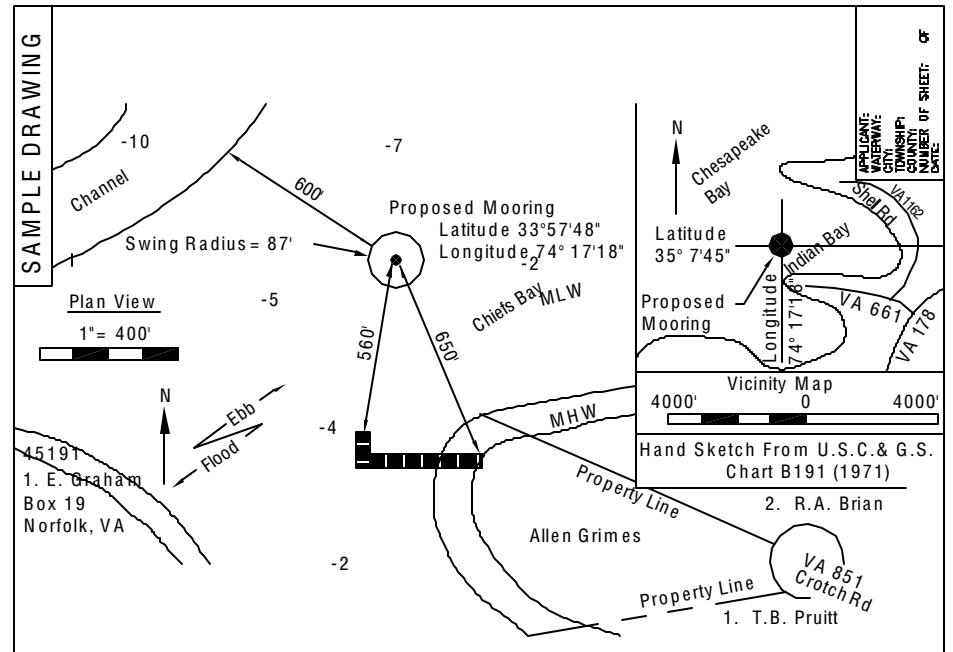 SAMPLE DRAWING
-10
Channel
600'
-7
Proposed Mooring
Latitude 33°57'48"
Longitude 74° 17'18"
-2
Swing Radius = 87'
Chiefs Bay
MLW
Plan View
1"= 400'
-5
560'
650'
N
Ebb
Flood
-4
MHW
45191
1. E. Graham
Box 19
Norfolk, VA
Property Line
Allen Grimes
-2
Property Line
VA 851
Crotch Rd
1. T.B. Pruitt
2. R.A. Brian
N
Chesapeake
Bay
Latitude
35° 7'45"
Proposed
Mooring
Longitude
74° 17'18"
Indian Bay
Shel Rd
VA1162
VA 661
VA 178
Vicinity Map
4000' 0 4000'
Hand Sketch From U.S.C.& G.S.
Chart B191 (1971)
APPLICANT:
WATERWAY:
CITY:
TOWNSHIP:
COUNTY:
NUMBER OF SHEET: OF
DATE: